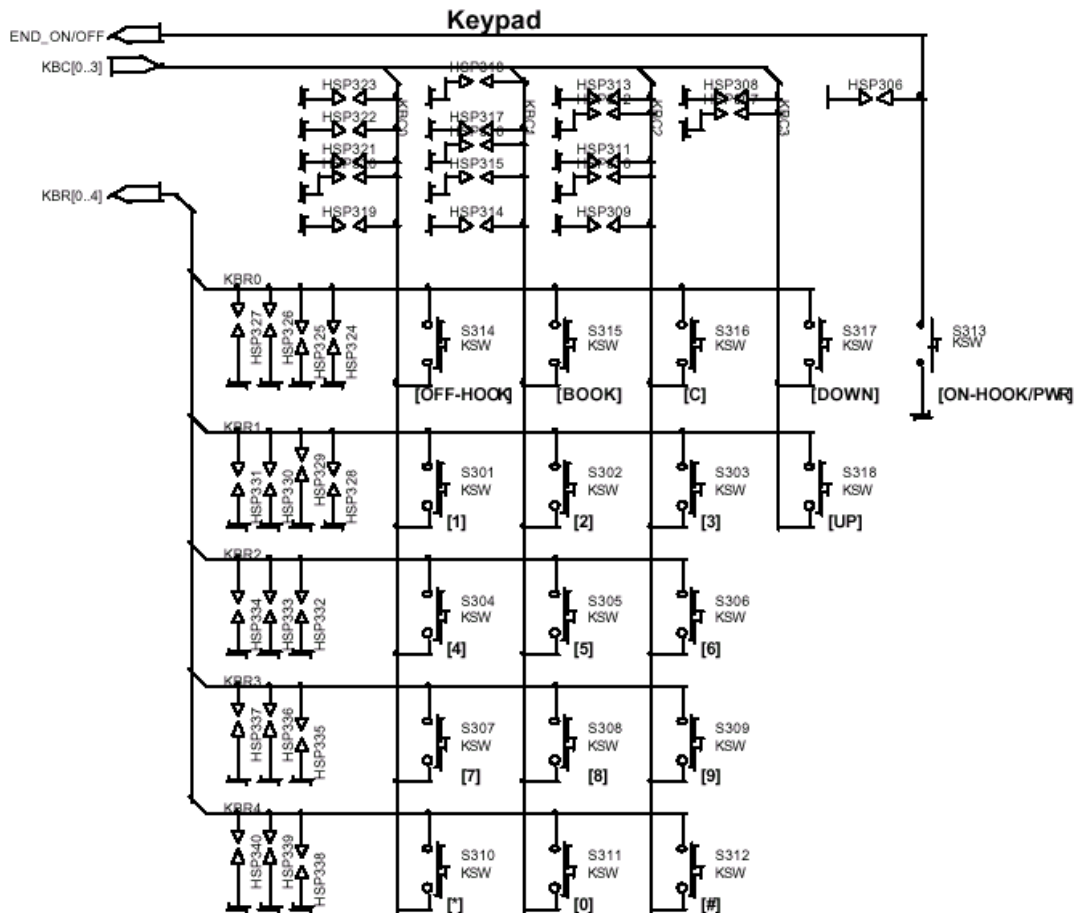 Keypad
END_ON/OFF
KBC[0..3]
HSP318
HSP323
HSP313
HSP308
HSP306
HSP322
HSP317
HSP321
HSP311
HSP315
KBR[0..4]
HSP319
HSP314
HSP309
KBC0
KBC1
KBC2
KBC3
KBR0
HSP327
HSP326
HSP325
HSP324
S314
KSW
S315
KSW
S316
KSW
S317
KSW
S313
KSW
[OFF-HOOK]
[BOOK]
[C]
[DOWN]
[ON-HOOK/PWR]
KBR1
HSP331
HSP330
HSP329
HSP328
S301
KSW
S302
KSW
S303
KSW
S318
KSW
[1]
[2]
[3]
[UP]
KBR2
HSP334
HSP333
HSP332
S304
KSW
S305
KSW
S306
KSW
[4]
[5]
[6]
KBR3
HSP337
HSP336
HSP335
S307
KSW
S308
KSW
S309
KSW
[7]
[8]
[9]
KBR4
HSP340
HSP339
HSP338
S310
KSW
S311
KSW
S312
KSW
[*]
[0]
[#]